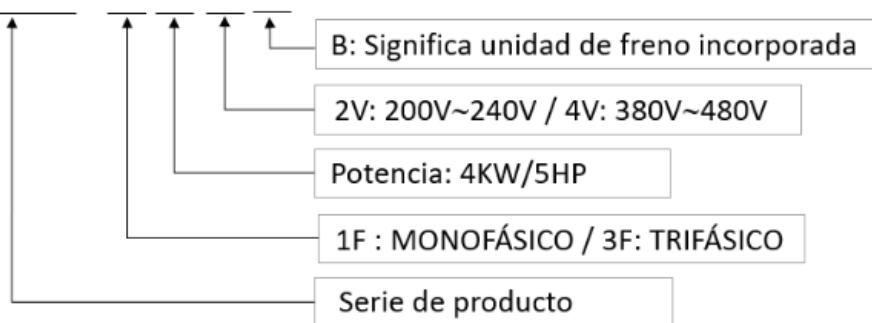 B: Significa unidad de freno incorporada
2V: 200V~240V / 4V: 380V~480V
Potencia: 4KW/5HP
1F : MONOFÁSICO / 3F: TRIFÁSICO
Serie de producto